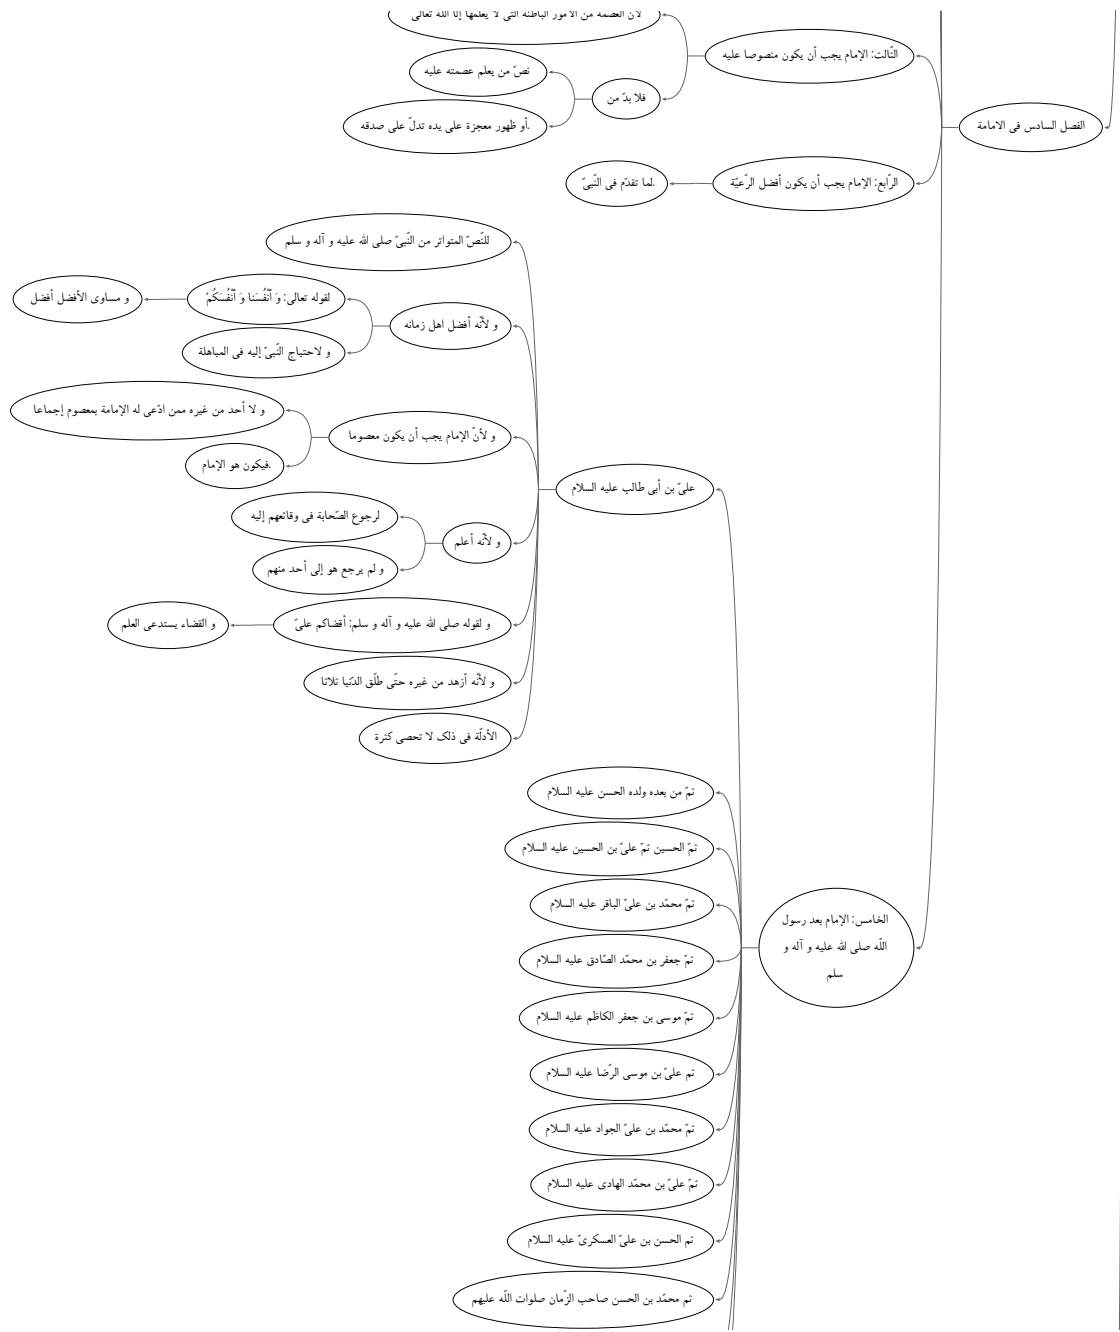 لأن العصمة من الأمور الباطنة التی لا یعلمها إلا الله تعالی
الثّالث: الإمام یجب أن یکون منصوصا علیه
نصّ من یعلم عصمته علیه
فلا بدّ من
أو ظهور معجزة علی یده تدلّ علی صدقه.
الفصل السادس فی الامامة
الرّابع: الإمام یجب أن یکون أفضل الرّعیّة
لما تقدّم فی النّبیّ.
للنّصّ المتواتر من النّبیّ صلی الله علیه و آله و سلم
لقوله تعالی: وَ أَنْفُسَنا وَ أَنْفُسَکُمْ
و مساوی الأفضل أفضل
و لأنّه أفضل اهل زمانه
و لاحتیاج النّبیّ إلیه فی المباهلة
و لا أحد من غیره ممن ادّعی له الإمامة بمعصوم إجماعا
و لأنّ الإمام یجب أن یکون معصوما
فیکون هو الإمام.
علیّ بن أبی طالب علیه السلام
لرجوع الصّحابة فی وقائعهم إلیه
و لأنّه أعلم
و لم یرجع هو إلی أحد منهم
و لقوله صلی الله علیه و آله و سلم: أقضاکم علیّ
و القضاء یستدعی العلم
و لأنّه أزهد من غیره حتّی طلّق الدّنیا ثلاثا
الأدلّة فی ذلک لا تحصی کثرة
ثمّ من بعده ولده الحسن علیه السلام
ثمّ الحسین ثمّ علیّ بن الحسین علیه السلام
ثمّ محمّد بن علیّ الباقر علیه السلام
الخامس: الإمام بعد رسول
اللّه صلی الله علیه و آله و
سلم
ثمّ جعفر بن محمّد الصّادق علیه السلام
ثمّ موسی بن جعفر الکاظم علیه السلام
ثم علیّ بن موسی الرّضا علیه السلام
ثمّ محمّد بن علیّ الجواد علیه السلام
ثمّ علیّ بن محمّد الهادی علیه السلام
ثم الحسن بن علیّ العسکریّ علیه السلام
ثم محمّد بن الحسن صاحب الزّمان صلوات اللّه علیهم